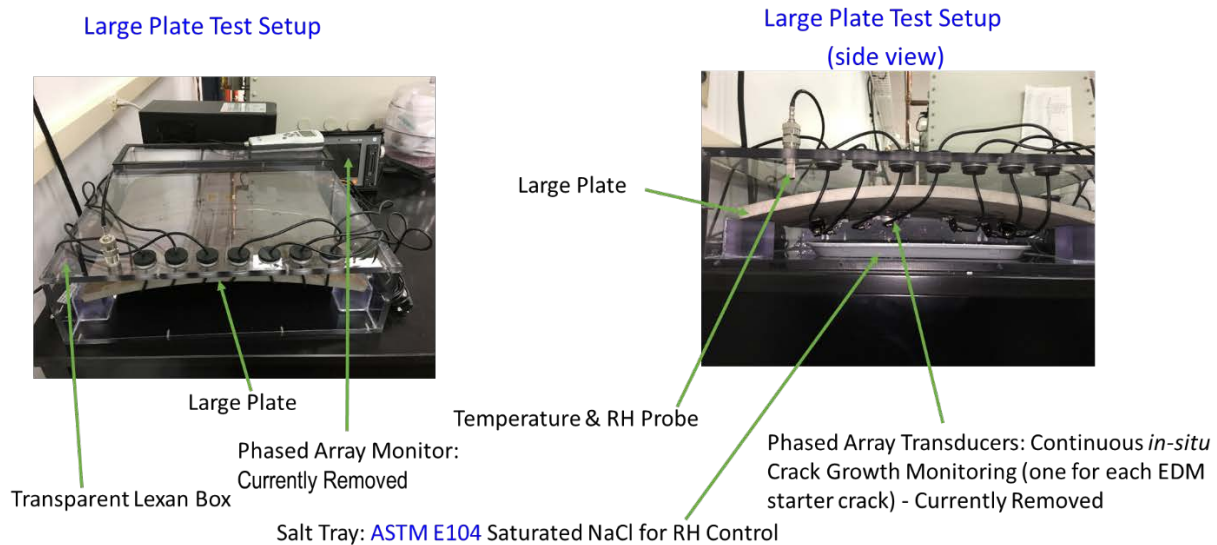 Large Plate Test Setup
Large Plate Test Setup
(side view)
Large Plate
Large Plate
Temperature & RH Probe
Phased Array Monitor:
Currently Removed
Phased Array Transducers: Continuous in-situ
Crack Growth Monitoring (one for each EDM
starter crack) - Currently Removed
Transparent Lexan Box
Salt Tray: ASTM E104 Saturated NaCl for RH Control